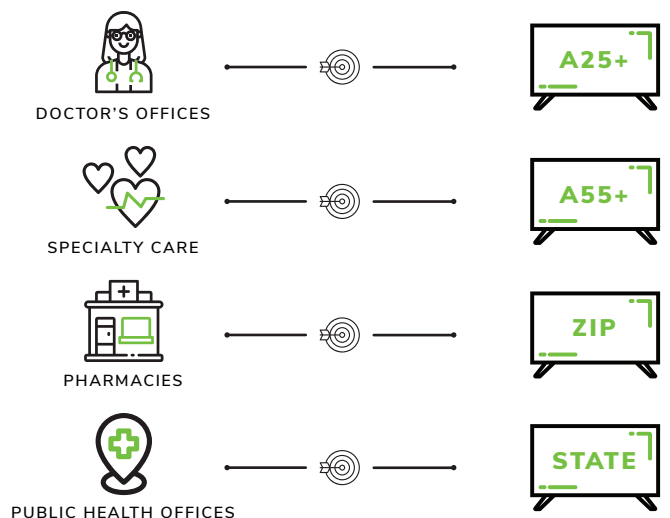 A25+
DOCTOR'S OFFICES
A55+
SPECIALTY CARE
ZIP
PHARMACIES
STATE
PUBLIC HEALTH OFFICES